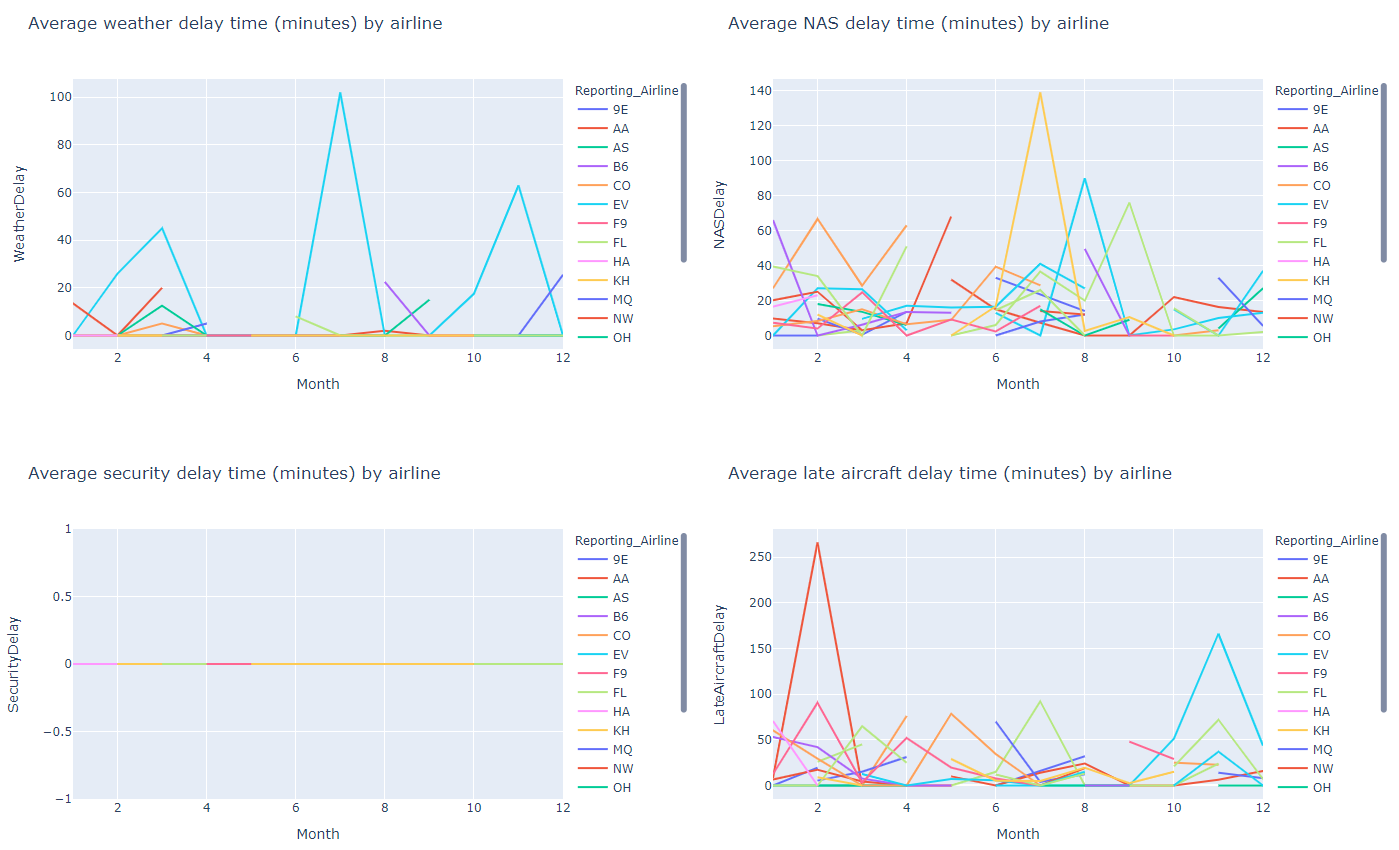 Average weather delay time (minutes) by airline
WeatherDelay
100
80
60
40
20
0
2
4
6
8
10
12
Month
Reporting_Airline
9E
AA
AS
B6
CO
EV
F9
FL
HA
KH
MQ
NW
OH
Average NAS delay time (minutes) by airline
NASDelay
140
120
100
80
60
40
20
0
2
4
6
8
10
12
Month
Reporting_Airline
9E
AA
AS
B6
CO
EV
F9
FL
HA
KH
MQ
NW
OH
Average security delay time (minutes) by airline
SecurityDelay
1
0.5
0
−0.5
−1
2
4
6
8
10
12
Month
Reporting_Airline
9E
AA
AS
B6
CO
EV
F9
FL
HA
KH
MQ
NW
OH
Average late aircraft delay time (minutes) by airline
LateAircraftDelay
250
200
150
100
50
0
2
4
6
8
10
12
Month
Reporting_Airline
9E
AA
AS
B6
CO
EV
F9
FL
HA
KH
MQ
NW
OH